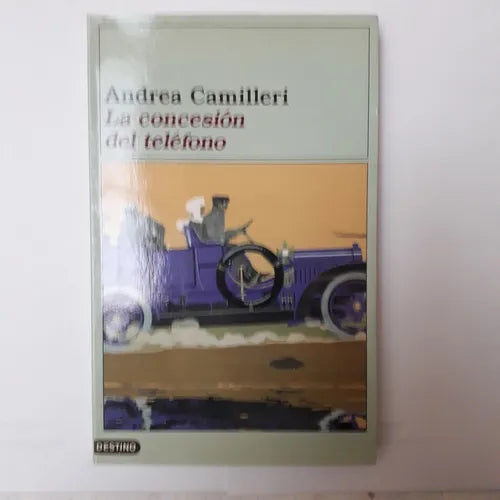 Andrea Camilleri
La concesión
del teléfono
DESTINO